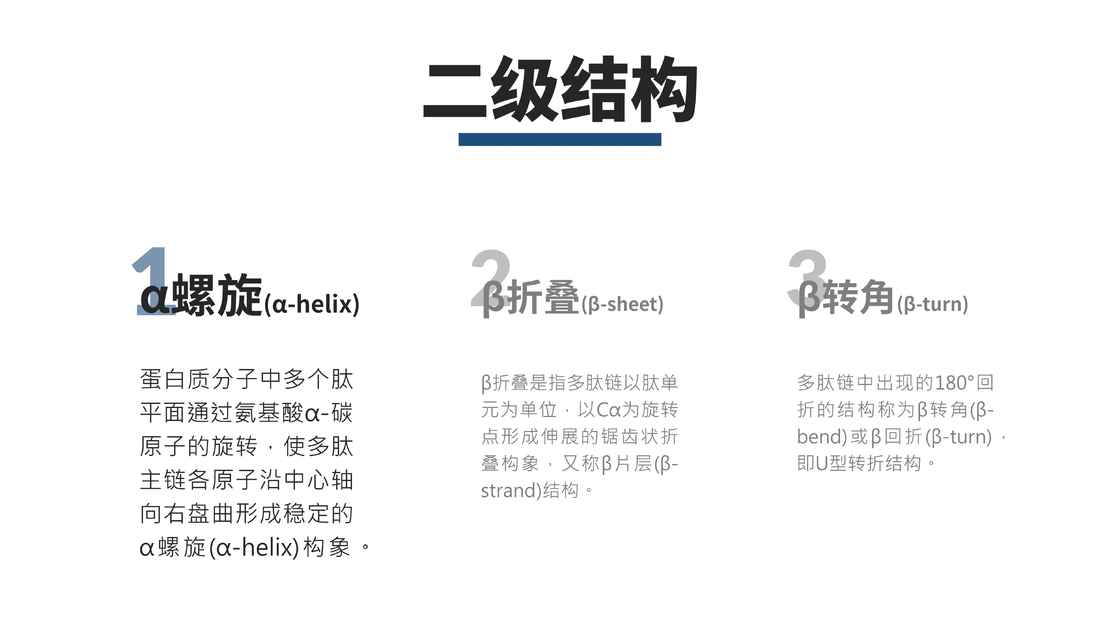 二级结构
1
α螺旋(α-helix)
蛋白质分子中多个肽
平面通过氨基酸α-碳
原子的旋转，使多肽
主链各原子沿中心轴
向右盘曲形成稳定的
α螺旋(α-helix)构象。
2
β折叠(β-sheet)
β折叠是指多肽链以肽单
元为单位，以Cα为旋转
点形成伸展的锯齿状折
叠构象，又称β片层(β-
strand)结构。
3
β转角(β-turn)
多肽链中出现的180°回
折的结构称为β转角(β-
bend)或β回折(β-turn)，
即U型转折结构。